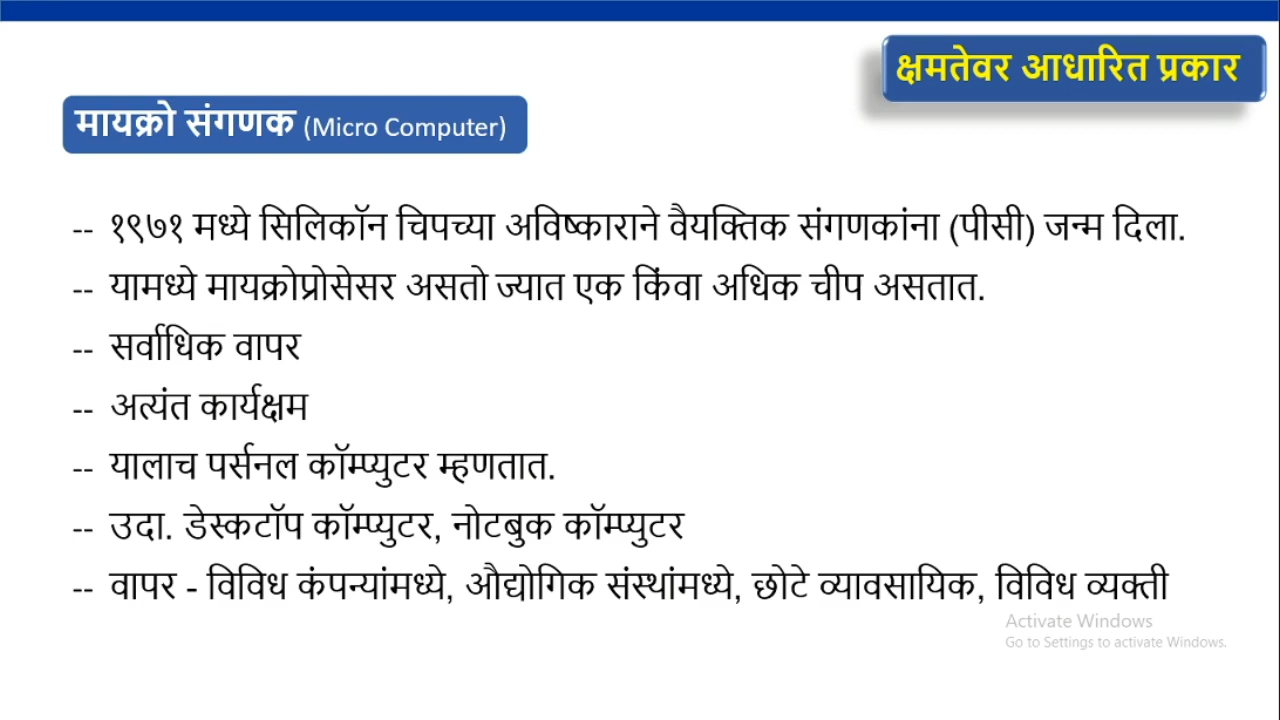 क्षमतेवर आधारित प्रकार
मायक्रो संगणक (Micro Computer)
-- १९७१ मध्ये सिलिकॉन चिपच्या अविष्काराने वैयक्तिक संगणकांना (पीसी) जन्म दिला.
-- यामध्ये मायक्रोप्रोसेसर असतो ज्यात एक किंवा अधिक चीप असतात.
-- सर्वाधिक वापर
-- अत्यंत कार्यक्षम
-- यालाच पर्सनल कॉम्प्युटर म्हणतात.
-- उदा. डेस्कटॉप कॉम्प्युटर, नोटबुक कॉम्प्युटर
-- वापर - विविध कंपन्यांमध्ये, औद्योगिक संस्थांमध्ये, छोटे व्यावसायिक, विविध व्यक्ती
Activate Windows
Go to Settings to activate Windows.